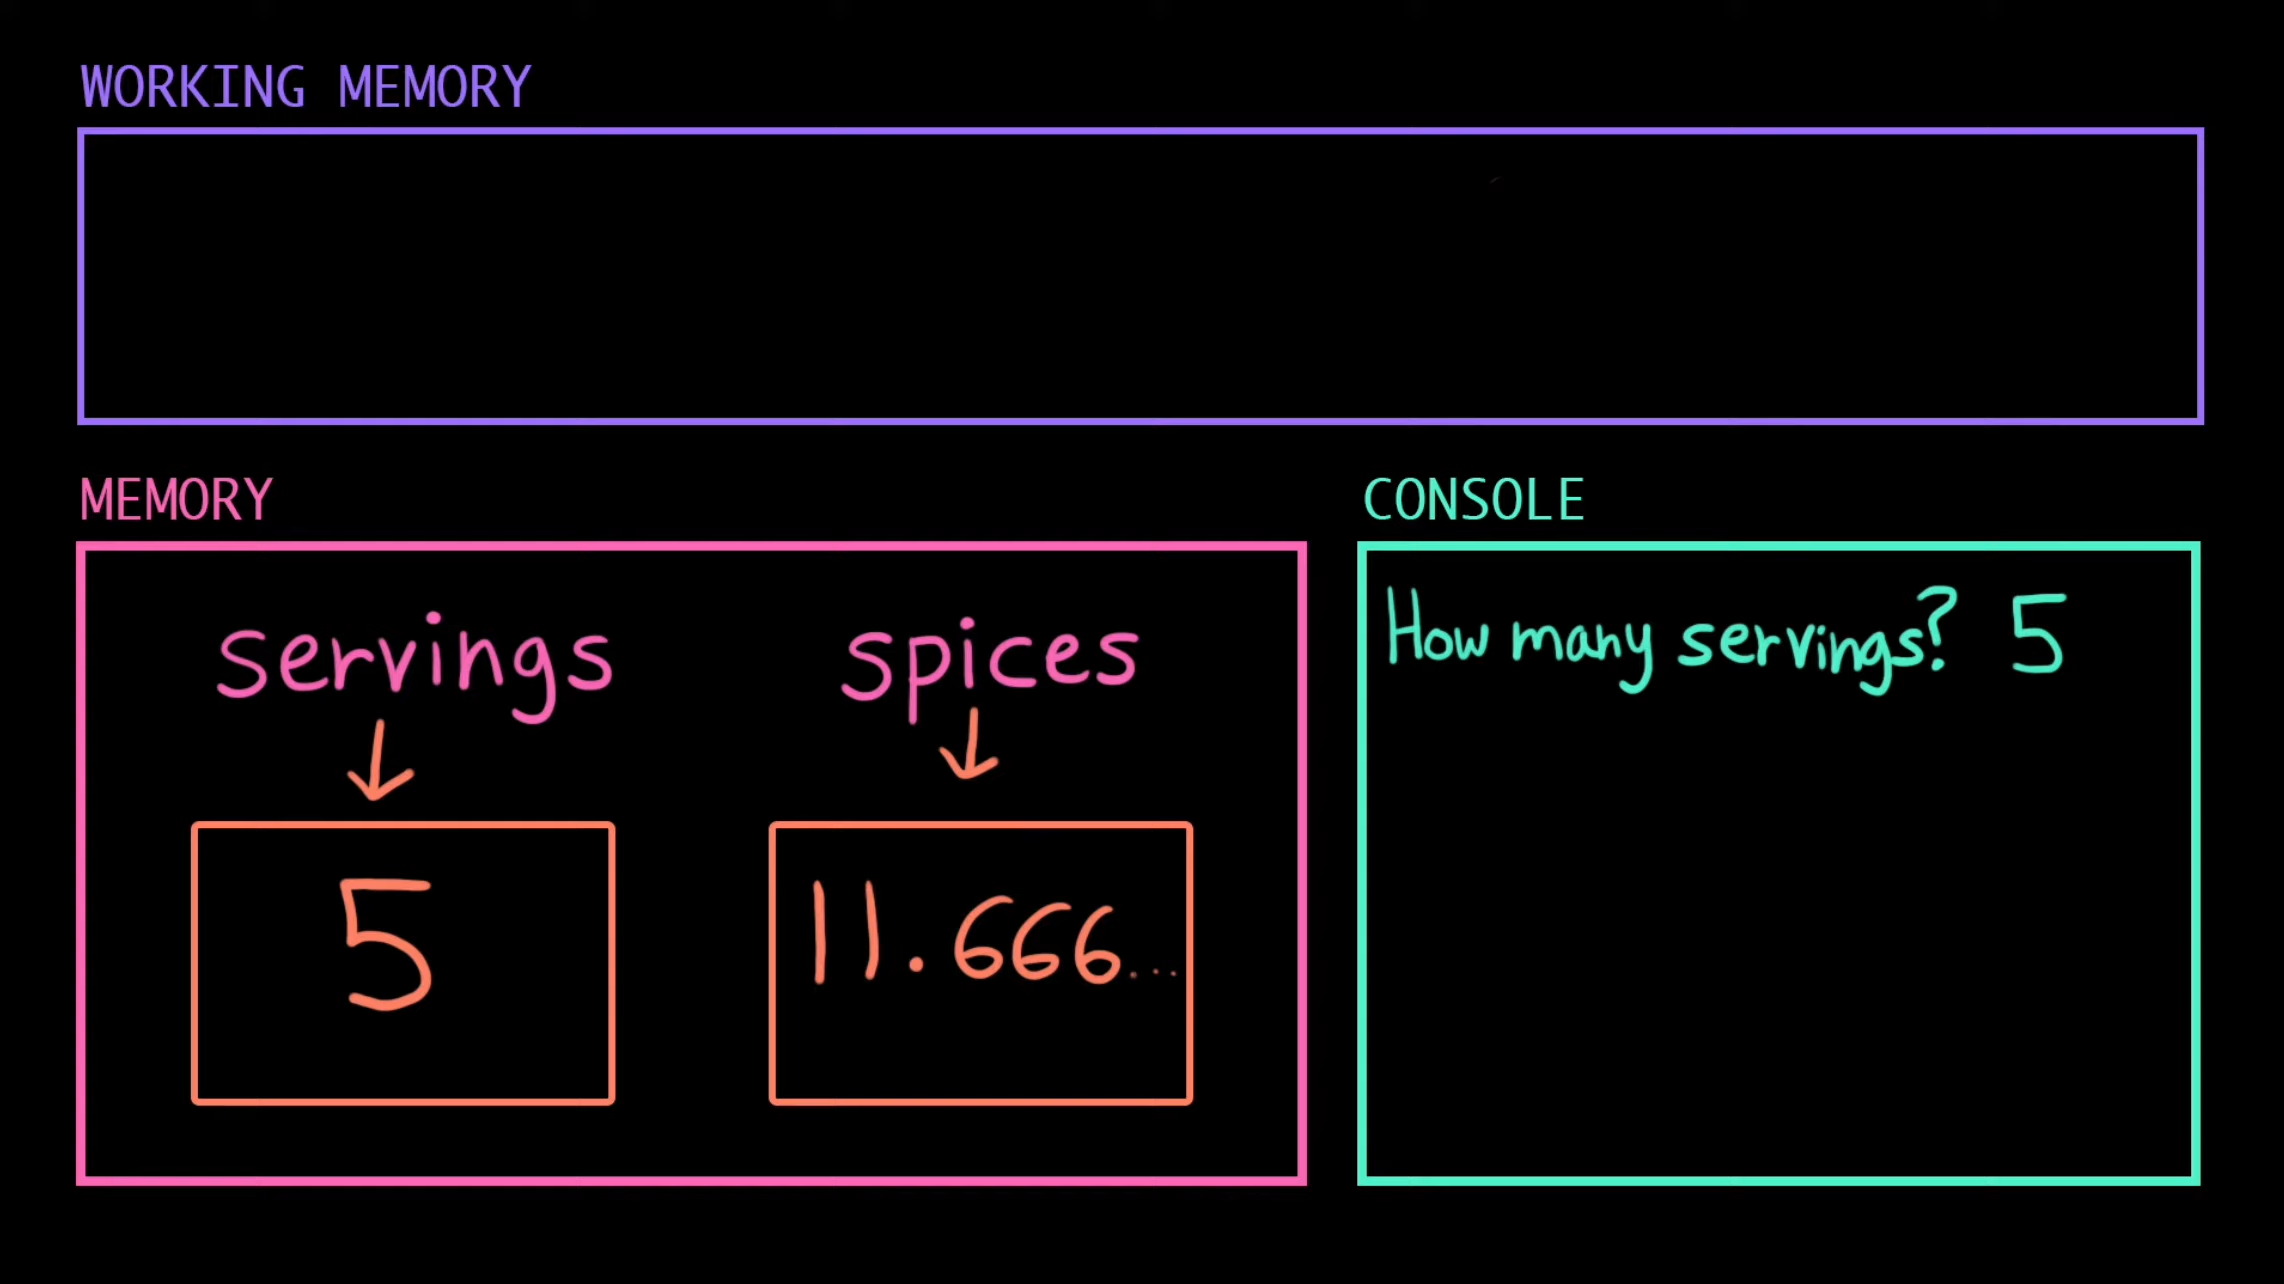 WORKING MEMORY
MEMORY
servings spices
5 11.666...
CONSOLE
How many servings? 5